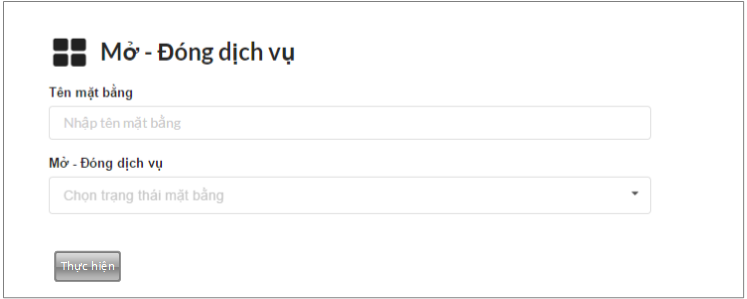 Mở - Đóng dịch vụ
Tên mặt bằng
Nhập tên mặt bằng
Mở - Đóng dịch vụ
Chọn trạng thái mặt bằng
Thực hiện